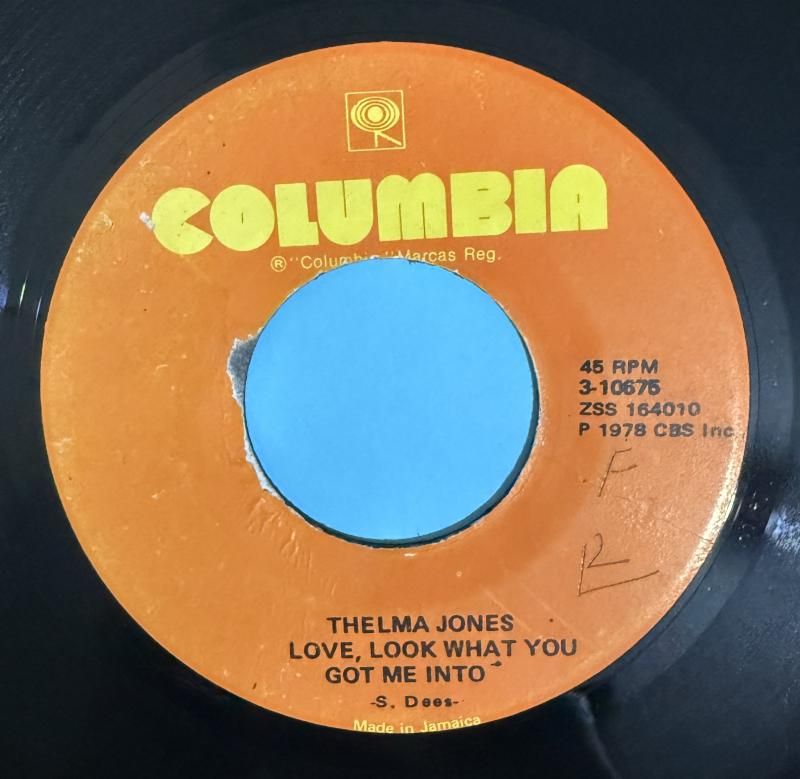 COLUMBIA
®"Columbia" Marcas Reg.
45 RPM
3-10675
ZSS 164010
P 1978 CBS Inc
F
R
THELMA JONES
LOVE, LOOK WHAT YOU
GOT ME INTO
-S. Dees-
Made in Jamaica